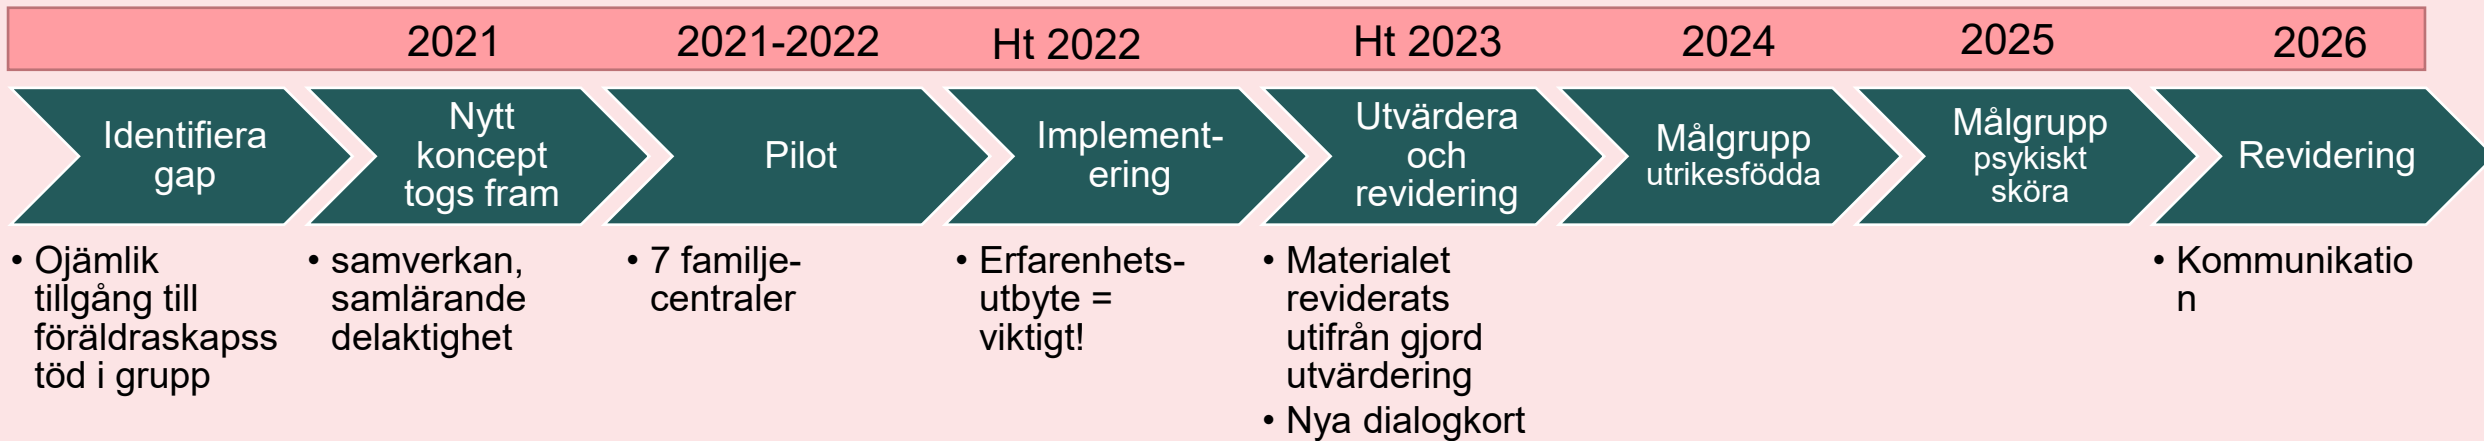 2021
2021-2022
Ht 2022
Ht 2023
2024
2025
2026
Identifiera
gap
Nytt
koncept
togs fram
Pilot
Implement-
ering
Utvärdera
och
revidering
Målgrupp
utrikesfödda
Målgrupp
psykiskt
sköra
Revidering
• Ojämlik
tillgång till
föräldraskapss
töd i grupp
• samverkan,
samlärande
delaktighet
• 7 familje-
centraler
• Erfarenhets-
utbyte =
viktigt!
• Materialet
reviderats
utifrån gjord
utvärdering
• Nya dialogkort
• Kommunikatio
n